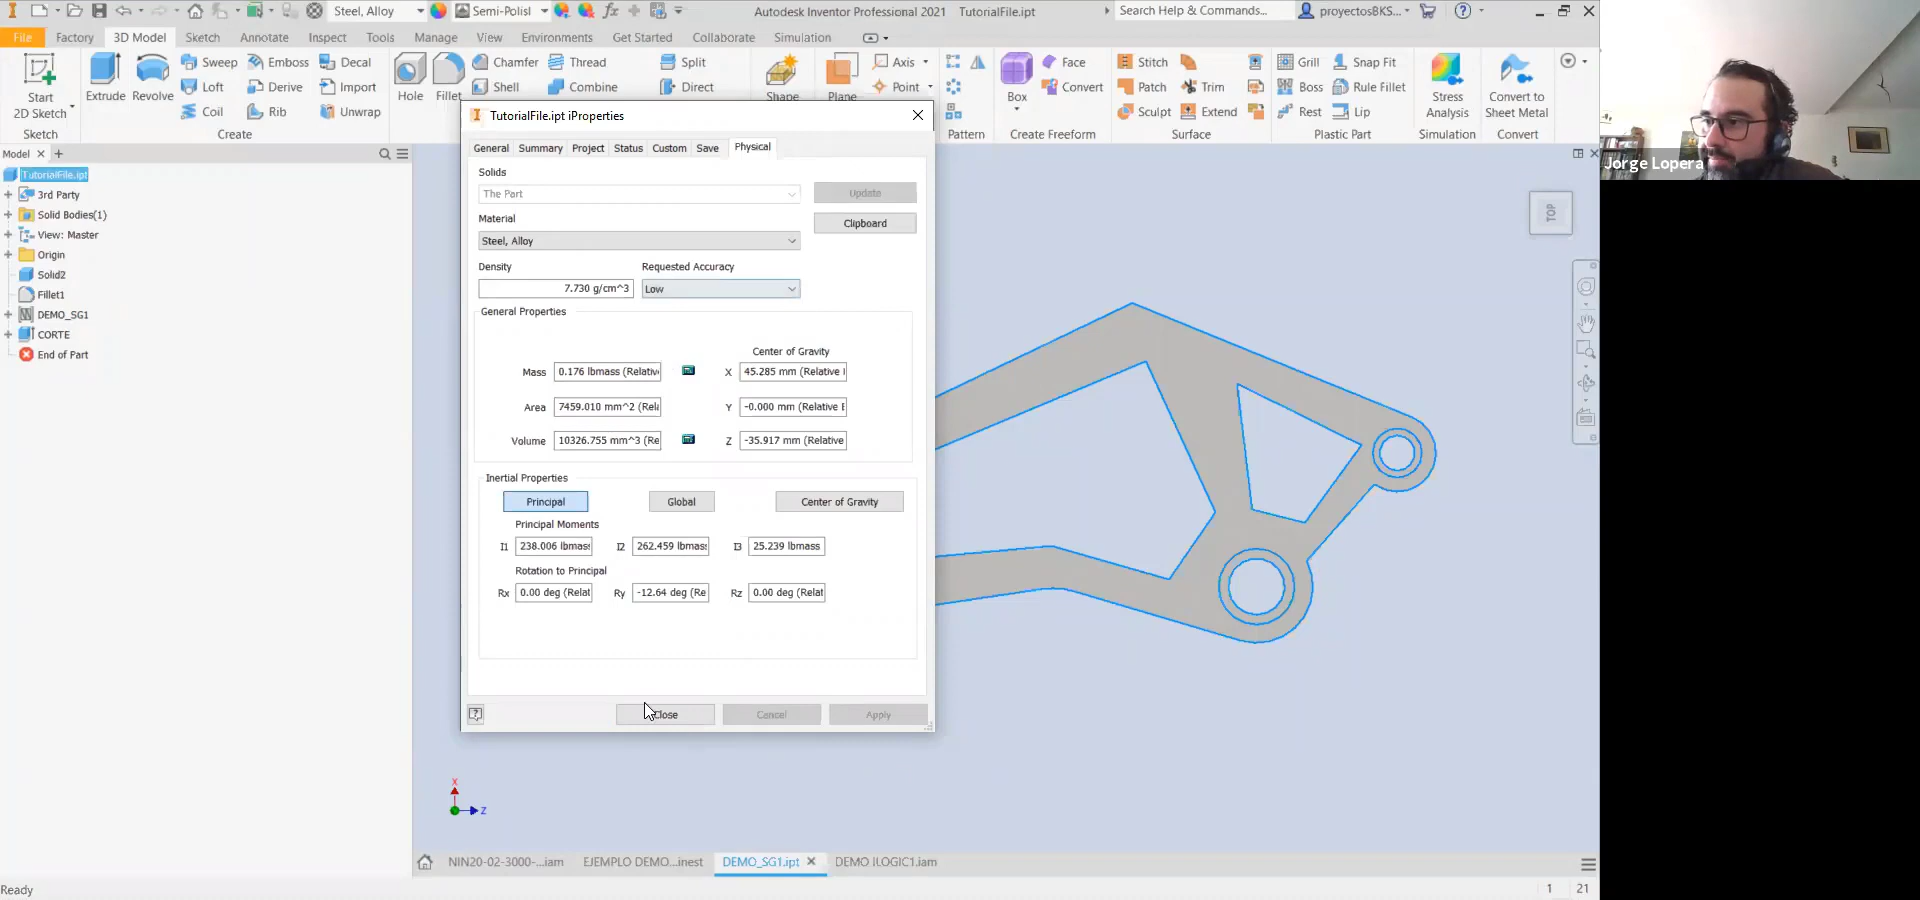 Steel, Alloy
Semi-Polisl
Autodesk Inventor Professional 2021 TutorialFile.ipt
Search Help & Commands...
proyectosBKS...
File Factory 3D Model Sketch Annotate Inspect Tools Manage View Environments Get Started Collaborate Simulation
Start
2D Sketch
Extrude Revolve
Sweep Emboss Decal
Loft Derive Import
Coil Rib Unwrap
Hole Fillet
Chamfer Thread Split
Shell Combine Direct
Shape Plane
Axis
Point
Box
Face
Convert
Stitch
Patch Trim
Sculpt Extend
Grill Snap Fit
Boss Rule Fillet
Rest Lip
Stress
Analysis
Convert to
Sheet Metal
Sketch Create Pattern Create Freeform Surface Plastic Part Simulation Convert
Model
TutorialFile.ipt
3rd Party
Solid Bodies(1)
View: Master
Origin
Solid2
Fillet1
DEMO_SG1
CORTE
End of Part
TutorialFile.ipt iProperties
General Summary Project Status Custom Save Physical
Solids
The Part
Update
Material
Clipboard
Steel, Alloy
Density Requested Accuracy
7.730 g/cm^3 Low
General Properties
Center of Gravity
Mass 0.176 lbmass (Relativ X 45.285 mm (Relative
Area 7459.010 mm^2 (Rela Y -0.000 mm (Relative E
Volume 10326.755 mm^3 (Re Z -35.917 mm (Relative
Inertial Properties
Principal Global Center of Gravity
Principal Moments
I1 238.006 lbmas I2 262.459 lbmas I3 25.239 lbmass
Rotation to Principal
Rx 0.00 deg (Relat Ry -12.64 deg (Re Rz 0.00 deg (Relat
Close Cancel Apply
TOP
Jorge Lopera
X
Z
NIN20-02-3000-...iam EJEMPLO DEMO...inest DEMO_SG1.ipt DEMO ILOGIC1.iam
Ready
1 21